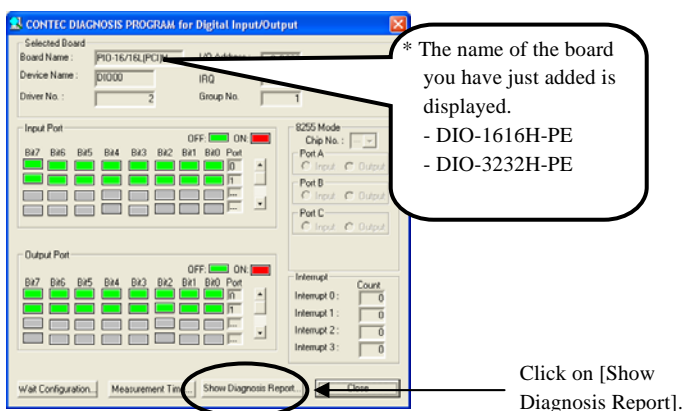 CONTEC DIAGNOSIS PROGRAM for Digital Input/Output
Selected Board
Board Name : PIO-16/16L(PCI)H
Device Name : DIO00 IRQ
Driver No. : 2 Group No. 1
* The name of the board
you have just added is
displayed.
- DIO-1616H-PE
- DIO-3232H-PE
Input Port
OFF: ON:
Bit7 Bit6 Bit5 Bit4 Bit3 Bit2 Bit1 Bit0 Port
0
1
---
---
8255 Mode
Chip No. : ---
Port A
Input Output
Port B
Input Output
Port C
Input Output
Output Port
OFF: ON:
Bit7 Bit6 Bit5 Bit4 Bit3 Bit2 Bit1 Bit0 Port
0
1
---
---
Interrupt Count
Interrupt 0 : 0
Interrupt 1 : 0
Interrupt 2 : 0
Interrupt 3 : 0
Wait Configuration... Show Diagnosis Report... Close
Click on [Show
Diagnosis Report].